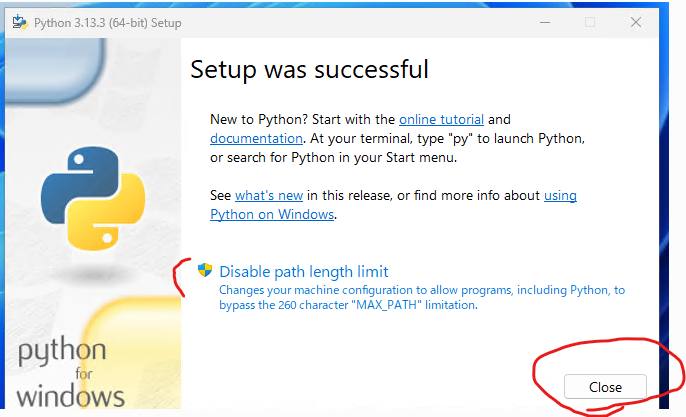 Python 3.13.3 (64-bit) Setup
Setup was successful
New to Python? Start with the online tutorial and
documentation. At your terminal, type "py" to launch Python,
or search for Python in your Start menu.
See what's new in this release, or find more info about using
Python on Windows.
Disable path length limit
Changes your machine configuration to allow programs, including Python, to
bypass the 260 character "MAX_PATH" limitation.
python
for
windows
Close